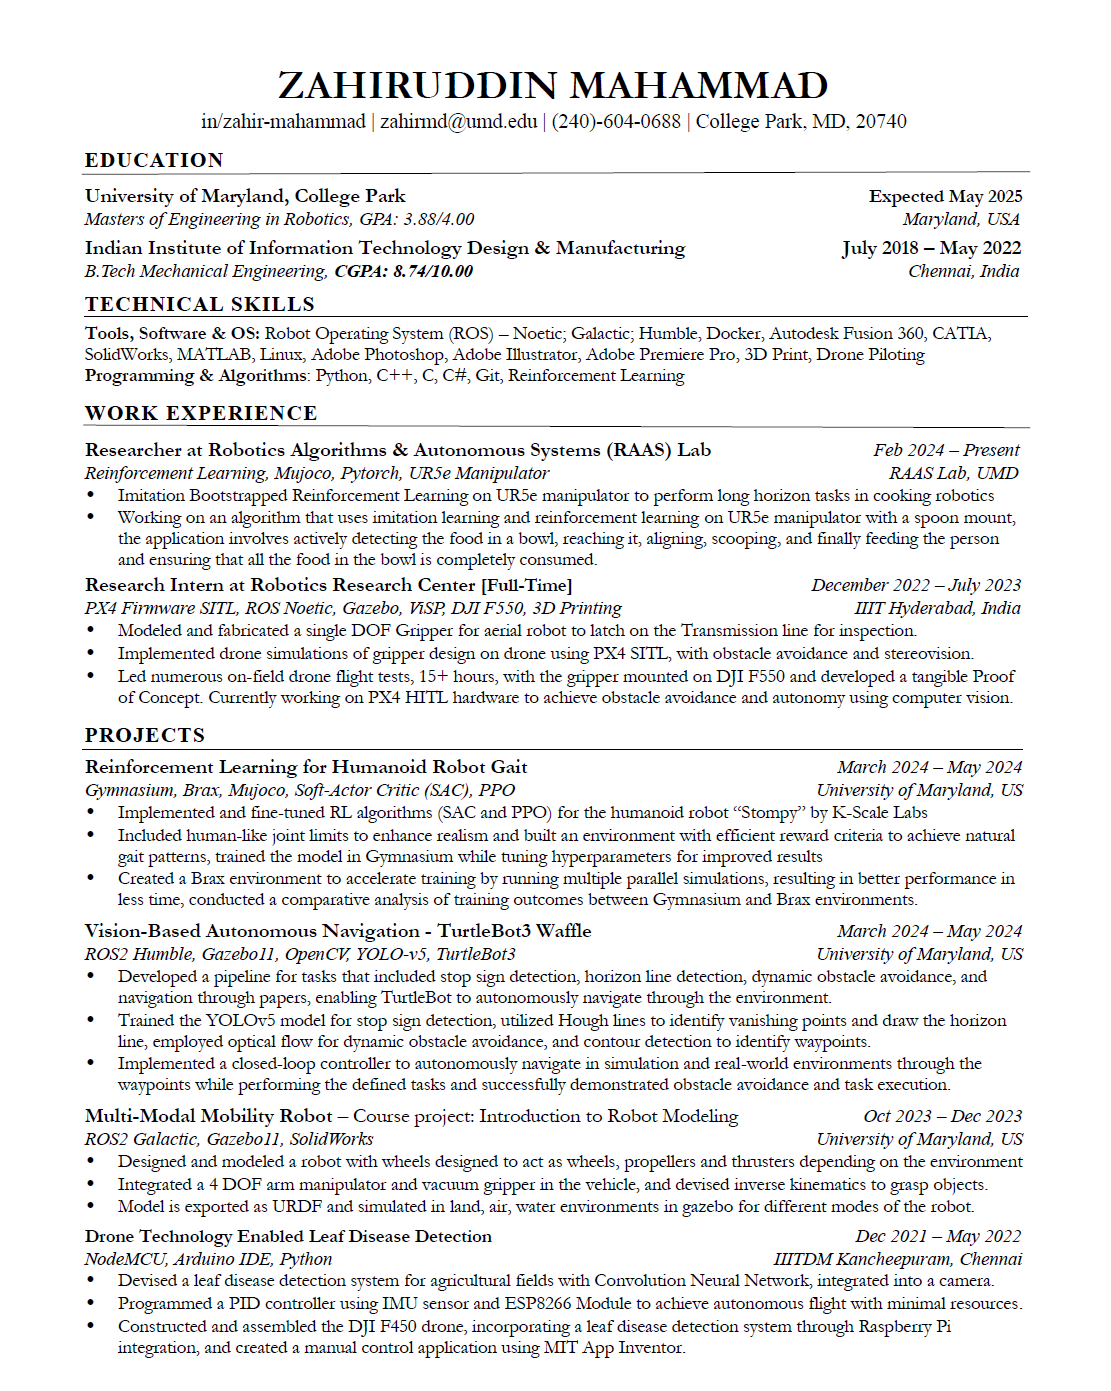 ZAHIRUDDIN MAHAMMAD
in/zahir-mahammad | zahirmd@umd.edu | (240)-604-0688 | College Park, MD, 20740
EDUCATION
University of Maryland, College Park Expected May 2025
Masters of Engineering in Robotics, GPA: 3.88/4.00 Maryland, USA
Indian Institute of Information Technology Design & Manufacturing July 2018 – May 2022
B.Tech Mechanical Engineering, CGPA: 8.74/10.00 Chennai, India
TECHNICAL SKILLS
Tools, Software & OS: Robot Operating System (ROS) – Noetic; Galactic; Humble, Docker, Autodesk Fusion 360, CATIA,
SolidWorks, MATLAB, Linux, Adobe Photoshop, Adobe Illustrator, Adobe Premiere Pro, 3D Print, Drone Piloting
Programming & Algorithms: Python, C++, C, C#, Git, Reinforcement Learning
WORK EXPERIENCE
Researcher at Robotics Algorithms & Autonomous Systems (RAAS) Lab Feb 2024 – Present
Reinforcement Learning, Mujoco, Pytorch, UR5e Manipulator RAAS Lab, UMD
• Imitation Bootstrapped Reinforcement Learning on UR5e manipulator to perform long horizon tasks in cooking robotics
• Working on an algorithm that uses imitation learning and reinforcement learning on UR5e manipulator with a spoon mount,
the application involves actively detecting the food in a bowl, reaching it, aligning, scooping, and finally feeding the person
and ensuring that all the food in the bowl is completely consumed.
Research Intern at Robotics Research Center [Full-Time] December 2022 – July 2023
PX4 Firmware SITL, ROS Noetic, Gazebo, ViSP, DJI F550, 3D Printing IIIT Hyderabad, India
• Modeled and fabricated a single DOF Gripper for aerial robot to latch on the Transmission line for inspection.
• Implemented drone simulations of gripper design on drone using PX4 SITL, with obstacle avoidance and stereovision.
• Led numerous on-field drone flight tests, 15+ hours, with the gripper mounted on DJI F550 and developed a tangible Proof
of Concept. Currently working on PX4 HITL hardware to achieve obstacle avoidance and autonomy using computer vision.
PROJECTS
Reinforcement Learning for Humanoid Robot Gait March 2024 – May 2024
Gymnasium, Brax, Mujoco, Soft-Actor Critic (SAC), PPO University of Maryland, US
• Implemented and fine-tuned RL algorithms (SAC and PPO) for the humanoid robot “Stompy” by K-Scale Labs
• Included human-like joint limits to enhance realism and built an environment with efficient reward criteria to achieve natural
gait patterns, trained the model in Gymnasium while tuning hyperparameters for improved results
• Created a Brax environment to accelerate training by running multiple parallel simulations, resulting in better performance in
less time, conducted a comparative analysis of training outcomes between Gymnasium and Brax environments.
Vision-Based Autonomous Navigation - TurtleBot3 Waffle March 2024 – May 2024
ROS2 Humble, Gazebo11, OpenCV, YOLO-v5, TurtleBot3 University of Maryland, US
• Developed a pipeline for tasks that included stop sign detection, horizon line detection, dynamic obstacle avoidance, and
navigation through papers, enabling TurtleBot to autonomously navigate through the environment.
• Trained the YOLOv5 model for stop sign detection, utilized Hough lines to identify vanishing points and draw the horizon
line, employed optical flow for dynamic obstacle avoidance, and contour detection to identify waypoints.
• Implemented a closed-loop controller to autonomously navigate in simulation and real-world environments through the
waypoints while performing the defined tasks and successfully demonstrated obstacle avoidance and task execution.
Multi-Modal Mobility Robot – Course project: Introduction to Robot Modeling Oct 2023 – Dec 2023
ROS2 Galactic, Gazebo11, SolidWorks University of Maryland, US
• Designed and modeled a robot with wheels designed to act as wheels, propellers and thrusters depending on the environment
• Integrated a 4 DOF arm manipulator and vacuum gripper in the vehicle, and devised inverse kinematics to grasp objects.
• Model is exported as URDF and simulated in land, air, water environments in gazebo for different modes of the robot.
Drone Technology Enabled Leaf Disease Detection Dec 2021 – May 2022
NodeMCU, Arduino IDE, Python IIITDM Kancheepuram, Chennai
• Devised a leaf disease detection system for agricultural fields with Convolution Neural Network, integrated into a camera.
• Programmed a PID controller using IMU sensor and ESP8266 Module to achieve autonomous flight with minimal resources.
• Constructed and assembled the DJI F450 drone, incorporating a leaf disease detection system through Raspberry Pi
integration, and created a manual control application using MIT App Inventor.